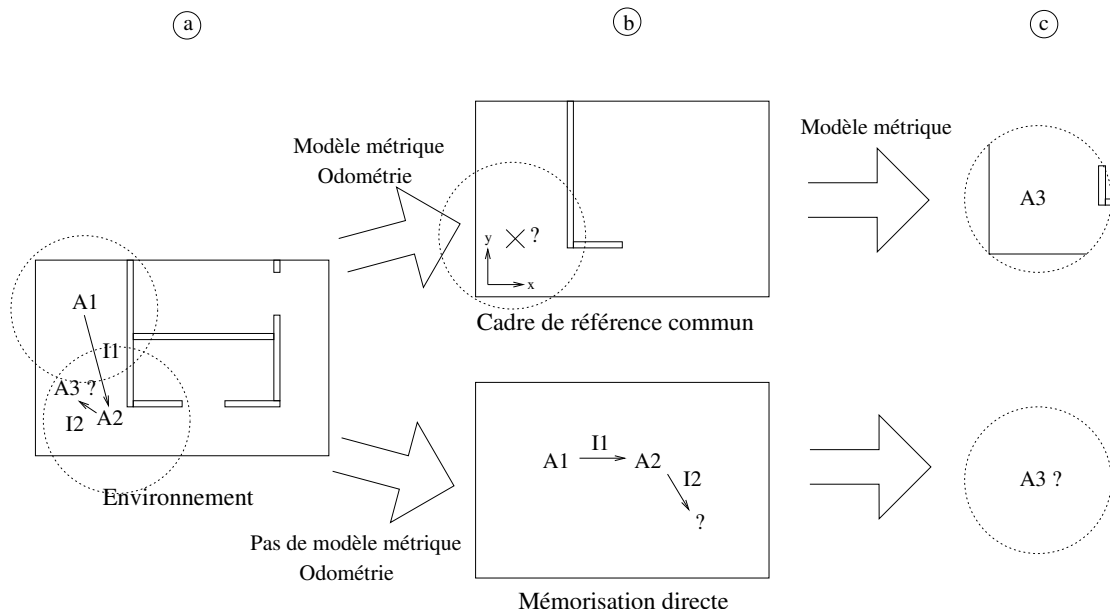 a
b
c
Modèle métrique
Odométrie
Modèle métrique
A3
?
y
x
Cadre de référence commun
A1
I1
A3 ?
I2
A2
Environnement
A1
I1
A2
I2
?
A3 ?
Pas de modèle métrique
Odométrie
Mémorisation directe